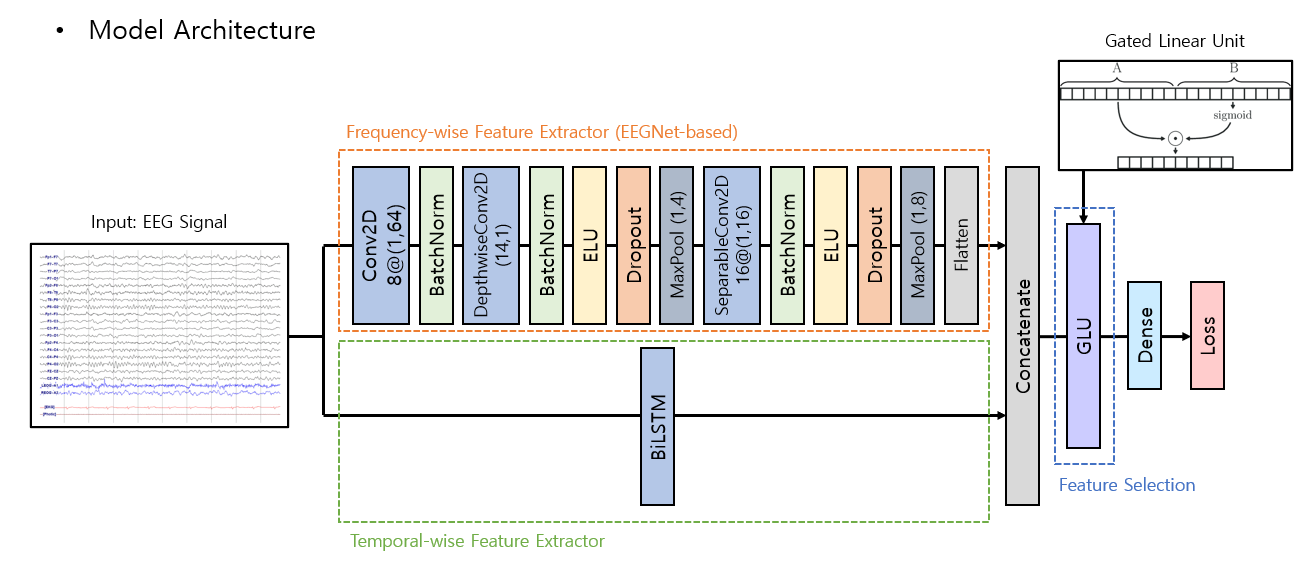 • Model Architecture
Gated Linear Unit
A
B
sigmoid
Frequency-wise Feature Extractor (EEGNet-based)
Input: EEG Signal
Conv2D
8@(1,64)
BatchNorm
DepthwiseConv2D
(14,1)
BatchNorm
ELU
Dropout
MaxPool (1,4)
SeparableConv2D
16@(1,16)
BatchNorm
ELU
Dropout
MaxPool (1,8)
Flatten
BiLSTM
Temporal-wise Feature Extractor
Concatenate
GLU
Feature Selection
Dense
Loss